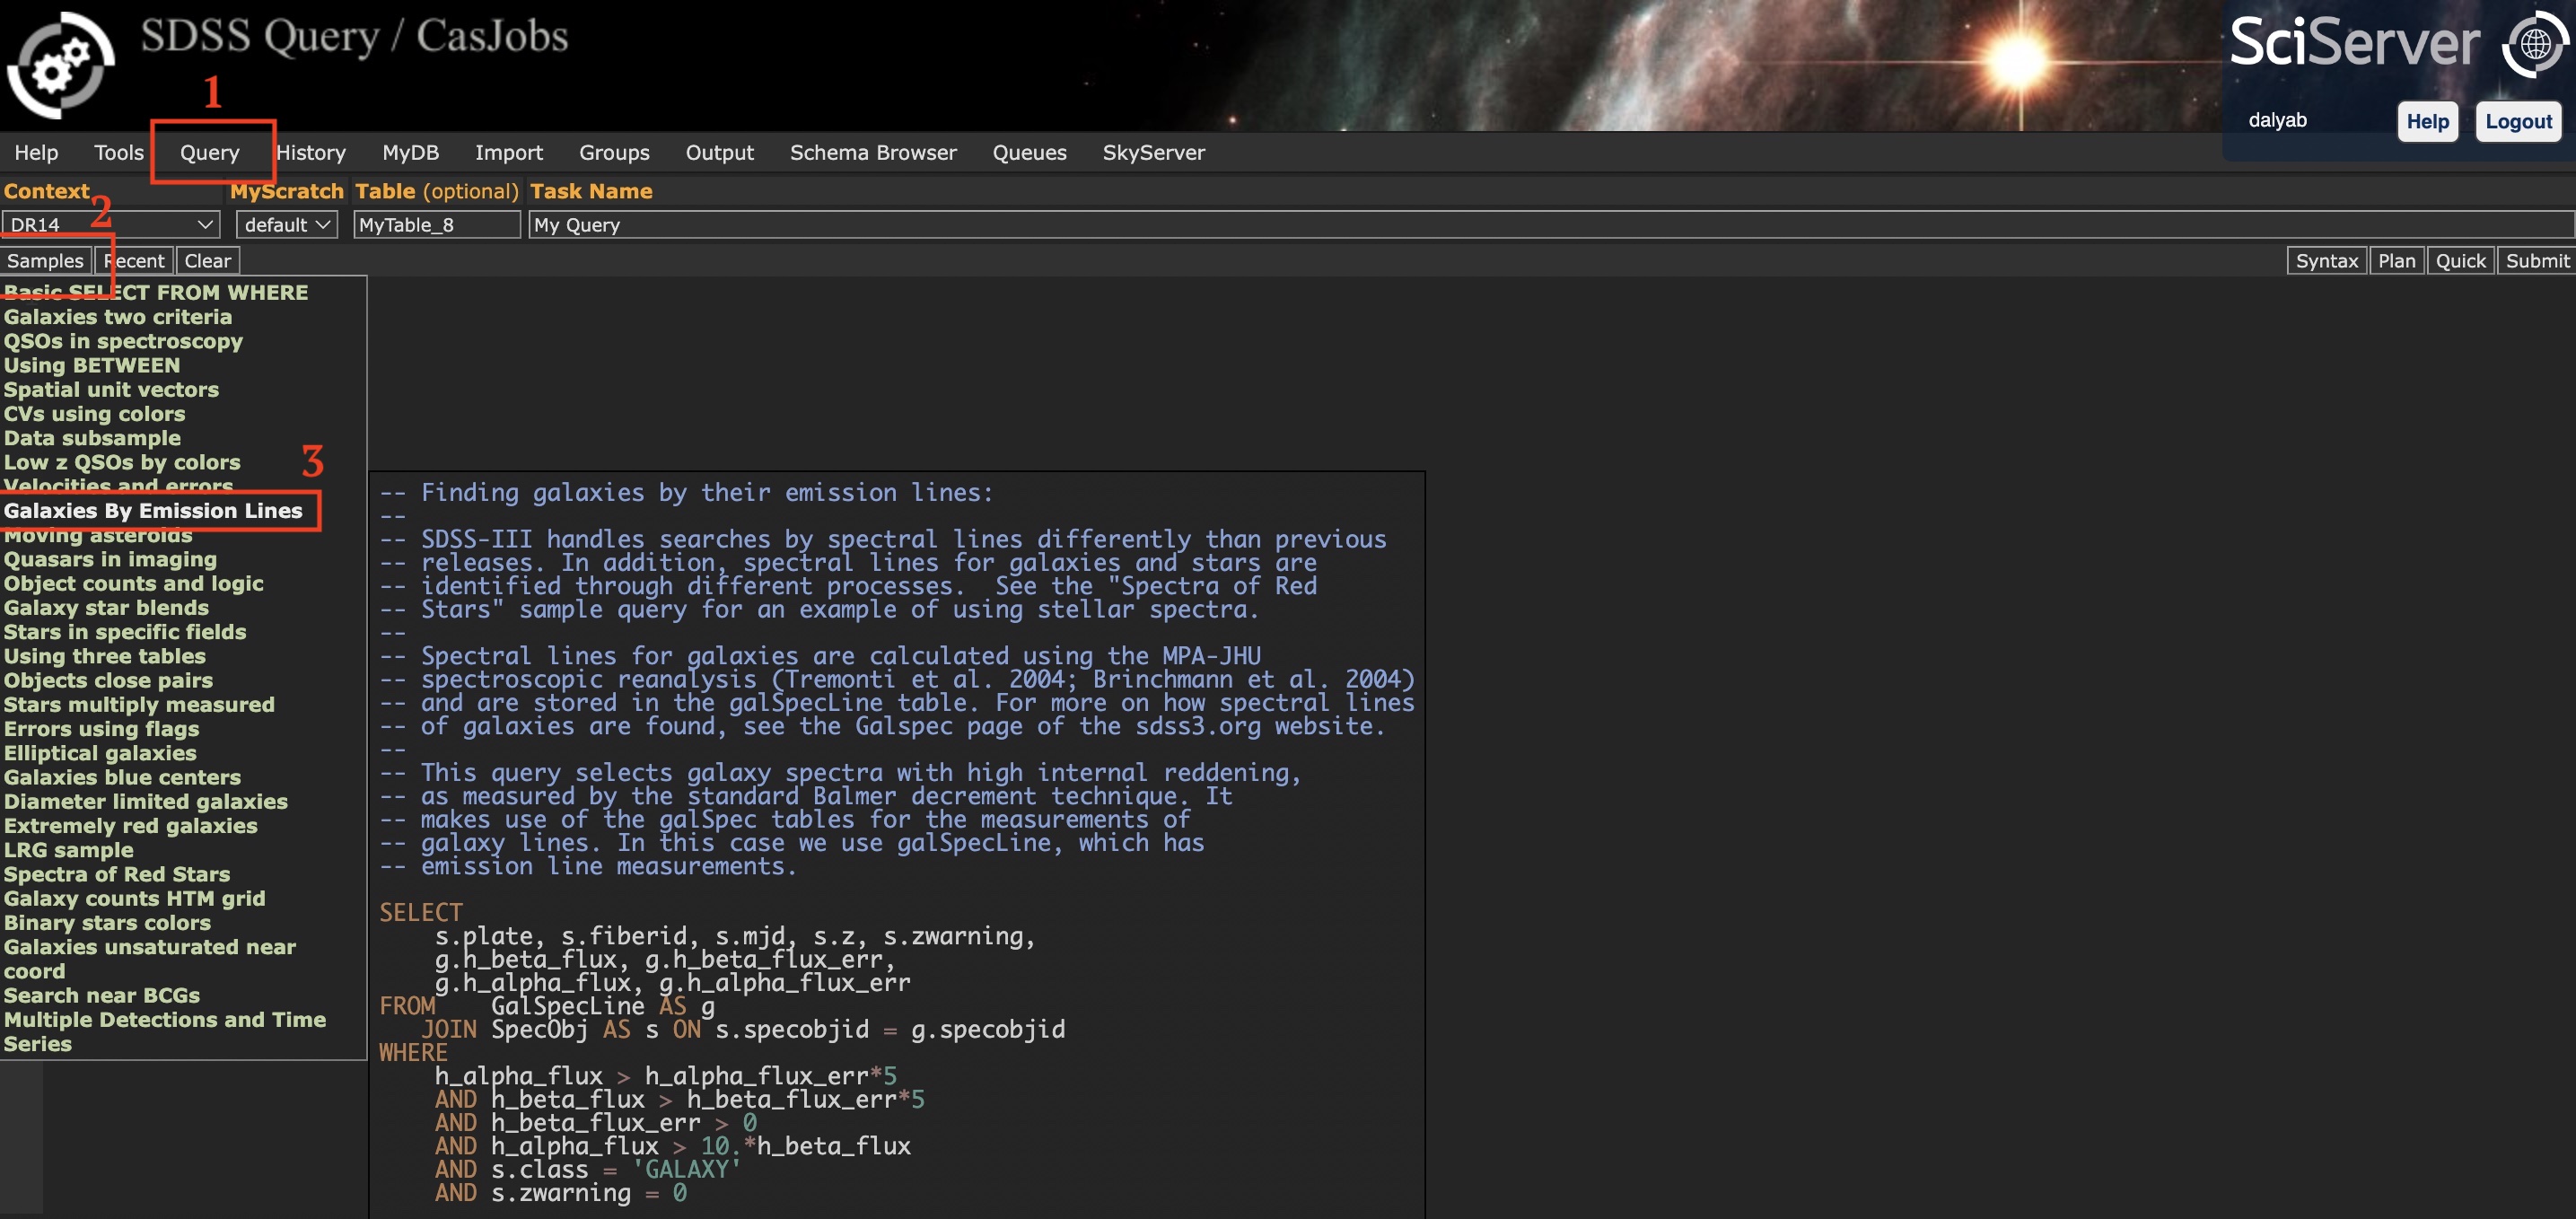 SDSS Query / CasJobs
SciServer
1
dalyab
Help
Logout
Help Tools Query History MyDB Import Groups Output Schema Browser Queues SkyServer
Context MyScratch Table (optional) Task Name
2
DR14 default MyTable_8 My Query
Samples Recent Clear Syntax Plan Quick Submit
Basic SELECT FROM WHERE
Galaxies two criteria
QSOs in spectroscopy
Using BETWEEN
Spatial unit vectors
CVs using colors
Data subsample
Low z QSOs by colors
3
Velocities and errors
Galaxies By Emission Lines
Moving asteroids
Quasars in imaging
Object counts and logic
Galaxy star blends
Stars in specific fields
Using three tables
Objects close pairs
Stars multiply measured
Errors using flags
Elliptical galaxies
Galaxies blue centers
Diameter limited galaxies
Extremely red galaxies
LRG sample
Spectra of Red Stars
Galaxy counts HTM grid
Binary stars colors
Galaxies unsaturated near
coord
Search near BCGs
Multiple Detections and Time
Series
-- Finding galaxies by their emission lines:
--
-- SDSS-III handles searches by spectral lines differently than previous
-- releases. In addition, spectral lines for galaxies and stars are
-- identified through different processes.  See the "Spectra of Red
-- Stars" sample query for an example of using stellar spectra.
--
-- Spectral lines for galaxies are calculated using the MPA-JHU
-- spectroscopic reanalysis (Tremonti et al. 2004; Brinchmann et al. 2004)
-- and are stored in the galSpecLine table. For more on how spectral lines
-- of galaxies are found, see the Galspec page of the sdss3.org website.
--
-- This query selects galaxy spectra with high internal reddening,
-- as measured by the standard Balmer decrement technique. It
-- makes use of the galSpec tables for the measurements of
-- galaxy lines. In this case we use galSpecLine, which has
-- emission line measurements.
SELECT
s.plate, s.fiberid, s.mjd, s.z, s.zwarning,
g.h_beta_flux, g.h_beta_flux_err,
g.h_alpha_flux, g.h_alpha_flux_err
FROM    GalSpecLine AS g
JOIN SpecObj AS s ON s.specobjid = g.specobjid
WHERE
h_alpha_flux > h_alpha_flux_err*5
AND h_beta_flux > h_beta_flux_err*5
AND h_beta_flux_err > 0
AND h_alpha_flux > 10.*h_beta_flux
AND s.class = 'GALAXY'
AND s.zwarning = 0